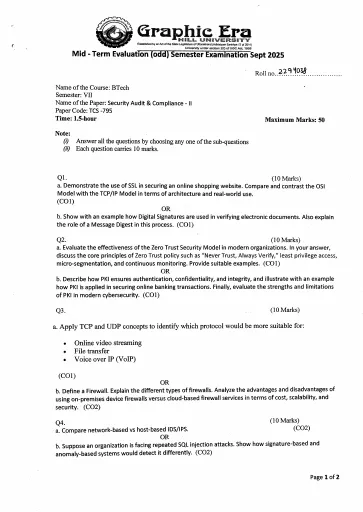 Graphic Era
HILL UNIVERSITY
Mid - Term Evaluation (odd) Semester Examination Sept 2025
Roll no.
Name of the Course: BTech
Semester: VII
Name of the Paper: Security Audit & Compliance - II
Paper Code: TCS -795
Time: 1.5-hour Maximum Marks: 50
Note:
(i) Answer all the questions by choosing any one of the sub-questions
(ii) Each question carries 10 marks.
Q1. (10 Marks)
a. Demonstrate the use of SSL in securing an online shopping website. Compare and contrast the OSI
Model with the TCP/IP Model in terms of architecture and real-world use.
(CO1)
OR
b. Show with an example how Digital Signatures are used in verifying electronic documents. Also explain
the role of a Message Digest in this process. (CO1)
Q2. (10 Marks)
a. Evaluate the effectiveness of the Zero Trust Security Model in modern organizations. In your answer,
discuss the core principles of Zero Trust policy such as "Never Trust, Always Verify," least privilege access,
micro-segmentation, and continuous monitoring. Provide suitable examples. (CO1)
OR
b. Describe how PKI ensures authentication, confidentiality, and integrity, and illustrate with an example
how PKI is applied in securing online banking transactions. Finally, evaluate the strengths and limitations
of PKI in modern cybersecurity. (CO1)
Q3. (10 Marks)
a. Apply TCP and UDP concepts to identify which protocol would be more suitable for:
• Online video streaming
• File transfer
• Voice over IP (VoIP)
(CO1)
OR
b. Define a Firewall. Explain the different types of firewalls. Analyze the advantages and disadvantages of
using on-premises device firewalls versus cloud-based firewall services in terms of cost, scalability, and
security. (CO2)
Q4. (10 Marks)
a. Compare network-based vs host-based IDS/IPS. (CO2)
OR
b. Suppose an organization is facing repeated SQL injection attacks. Show how signature-based and
anomaly-based systems would detect it differently. (CO2)
Page 1 of 2